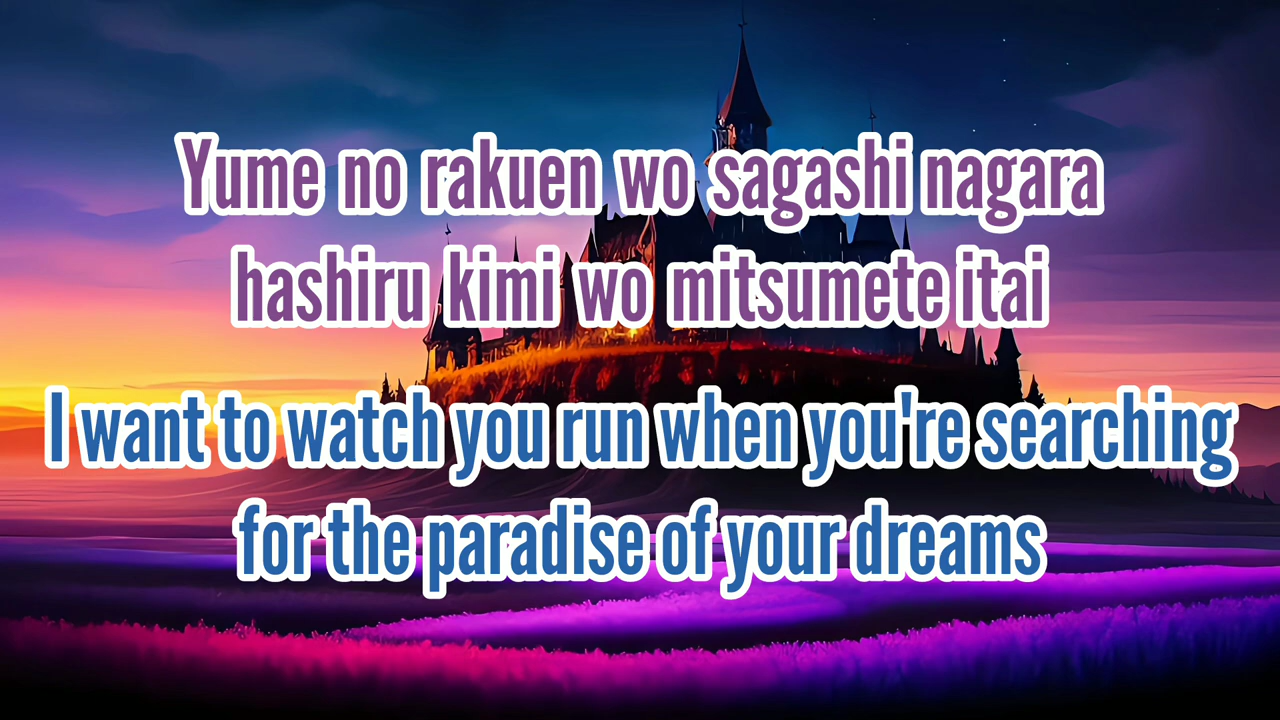 Yume no rakuen wo sagashi nagara
hashiru kimi wo mitsumete itai
I want to watch you run when you're searching
for the paradise of your dreams